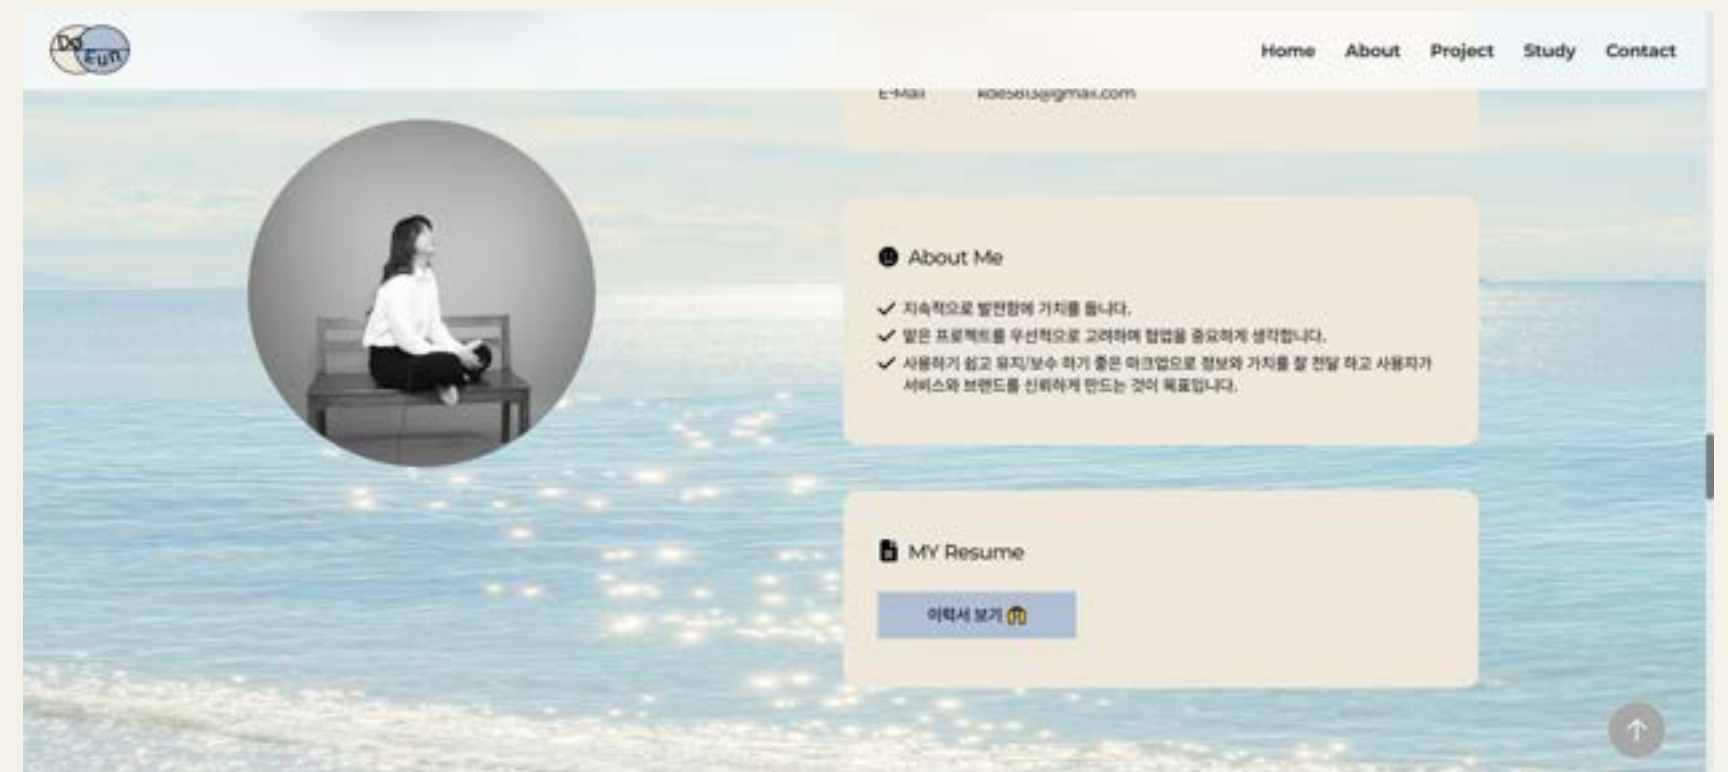 Do Fun
Home About Project Study Contact
E-Mail
About Me
지속적으로 발전함에 가치를 둡니다.
맡은 프로젝트를 우선적으로 고려하며 협업을 중요하게 생각합니다.
사용하기 쉽고 유지/보수 하기 좋은 마크업으로 정보와 가치를 잘 전달 하고 사용자가
서비스와 브랜드를 신뢰하게 만드는 것이 목표입니다.
MY Resume
이력서 보기